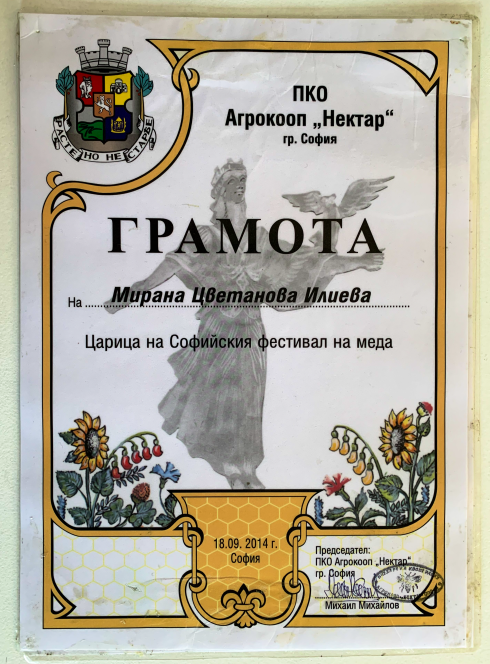 РАСТЕ НО НЕ СТАРЕЕ
ПКО
Агрокооп „Нектар“
гр. София
ГРАМОТА
На Мирана Цветанова Илиева
Царица на Софийския фестивал на меда
18.09.2014 г.
София
Председател:
ПКО Агрокооп „Нектар“
гр. София
Михаил Михайлов